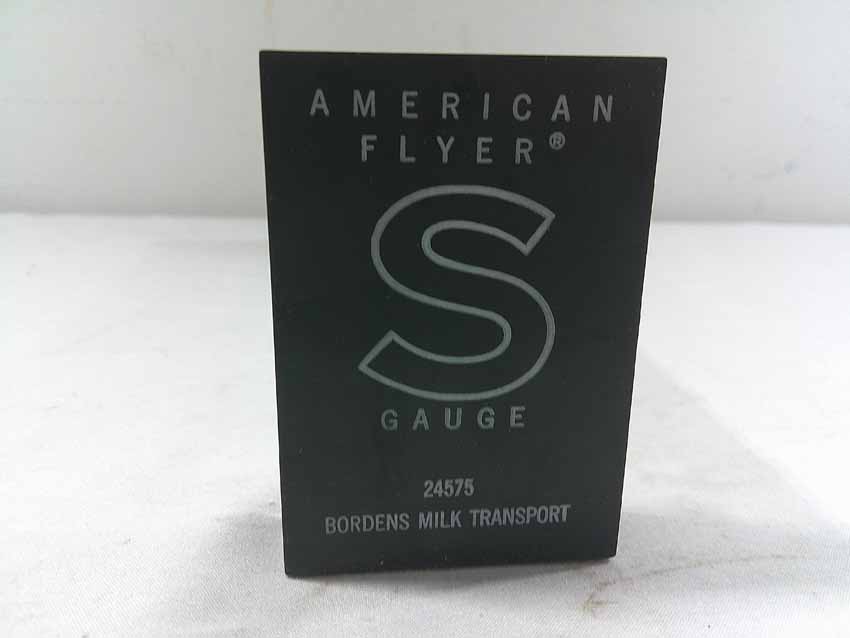 AMERICAN
FLYER®
S
GAUGE
24575
BORDENS MILK TRANSPORT